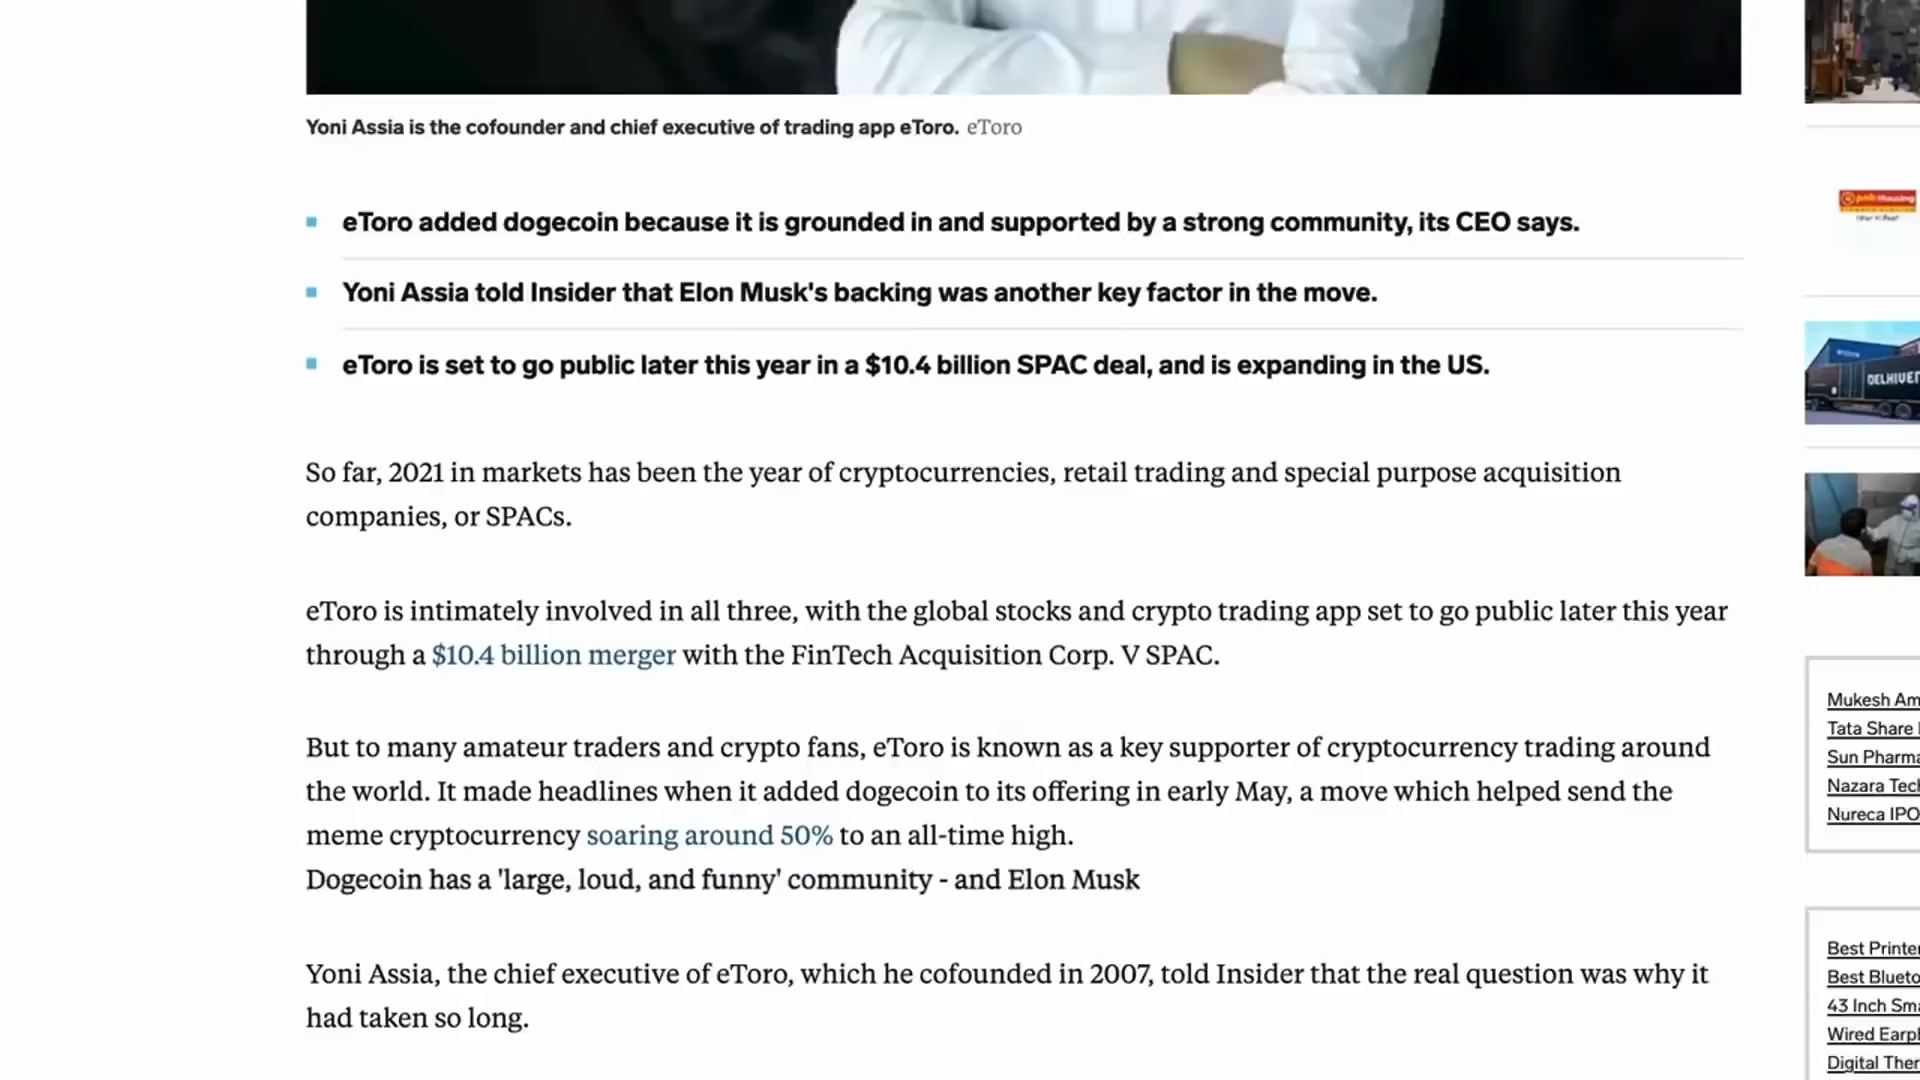 Yoni Assia is the cofounder and chief executive of trading app eToro. eToro
eToro added dogecoin because it is grounded in and supported by a strong community, its CEO says.
Yoni Assia told Insider that Elon Musk's backing was another key factor in the move.
eToro is set to go public later this year in a $10.4 billion SPAC deal, and is expanding in the US.
So far, 2021 in markets has been the year of cryptocurrencies, retail trading and special purpose acquisition
companies, or SPACs.
eToro is intimately involved in all three, with the global stocks and crypto trading app set to go public later this year
through a $10.4 billion merger with the FinTech Acquisition Corp. V SPAC.
But to many amateur traders and crypto fans, eToro is known as a key supporter of cryptocurrency trading around
the world. It made headlines when it added dogecoin to its offering in early May, a move which helped send the
meme cryptocurrency soaring around 50% to an all-time high.
Dogecoin has a 'large, loud, and funny' community - and Elon Musk
Yoni Assia, the chief executive of eToro, which he cofounded in 2007, told Insider that the real question was why it
had taken so long.
pnb Housing
DELHIVER
Mukesh Am
Tata Share
Sun Pharma
Nazara Tech
Nureca IPO
Best Printer
Best Blueto
43 Inch Sma
Wired Earph
Digital Ther